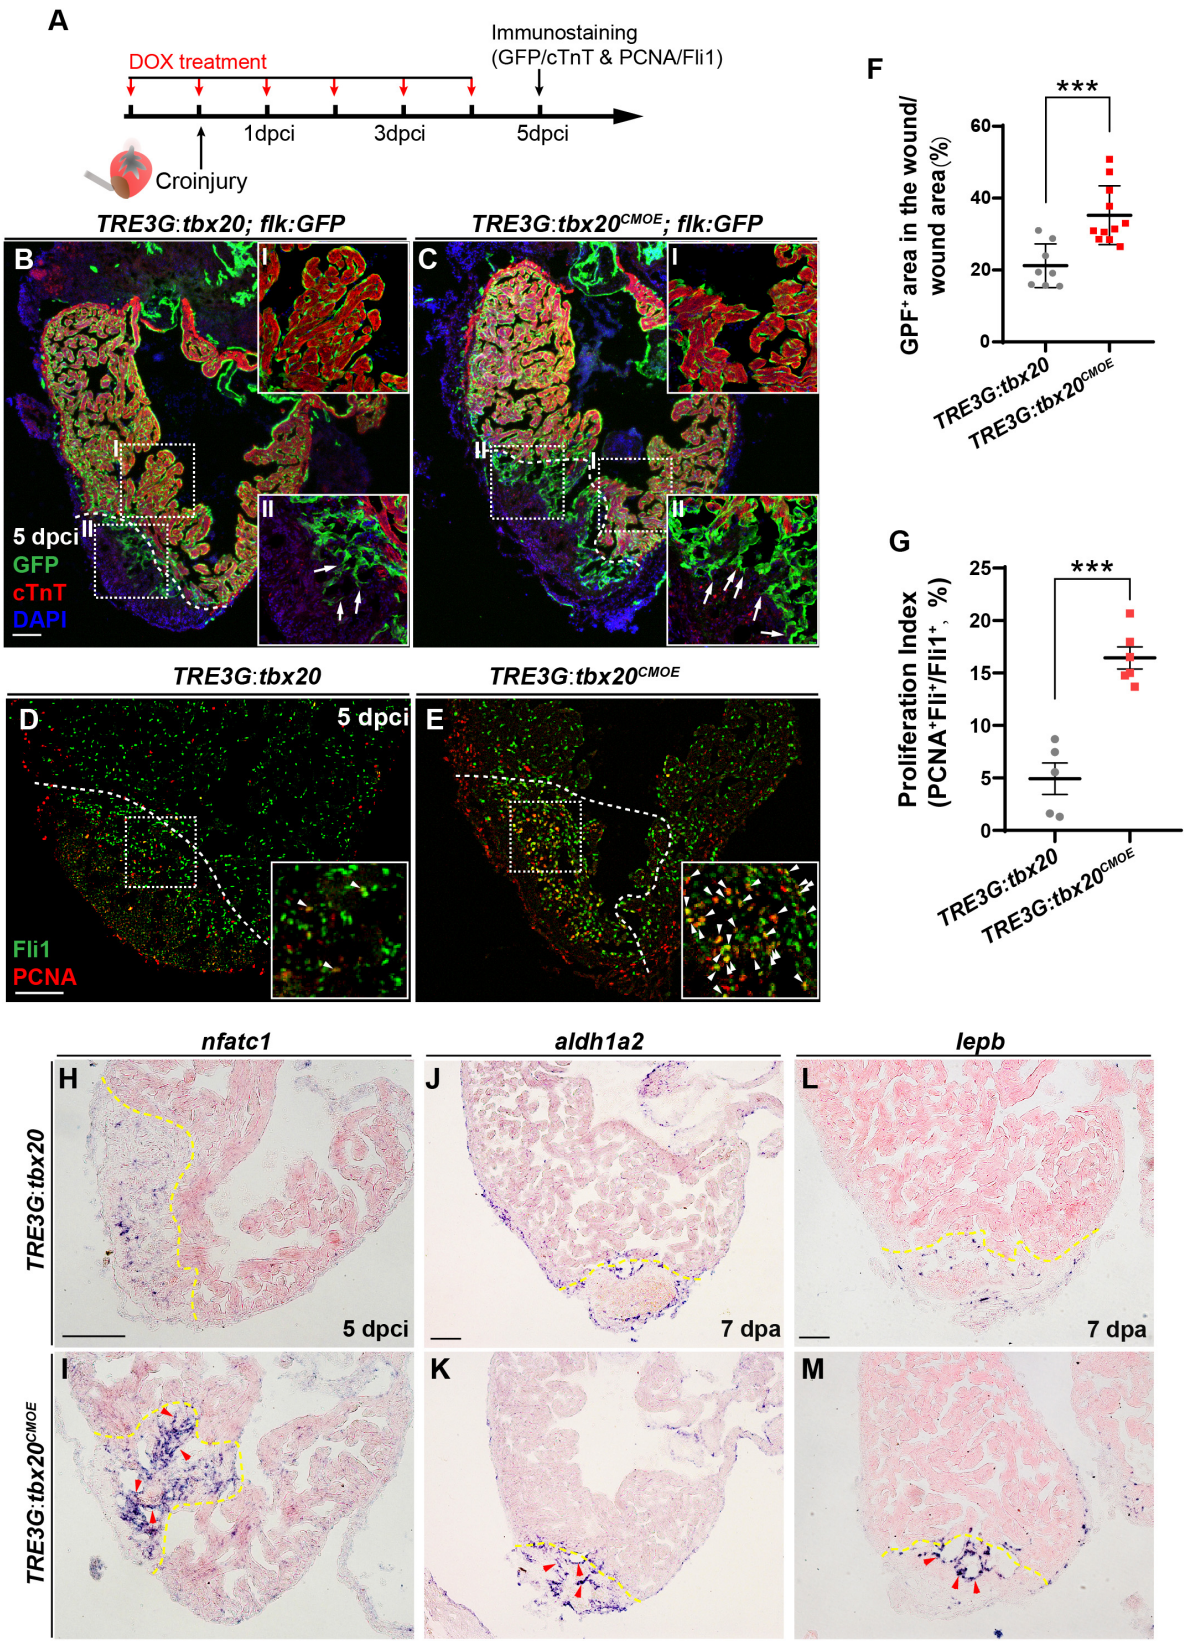 A
DOX treatment
Immunostaining
(GFP/cTnT & PCNA/Fli1)
1dpci
3dpci
5dpci
Croinjury
TRE3G:tbx20; flk:GFP
TRE3G:tbx20CMOE; flk:GFP
B
I
I
II
II
5 dpci
GFP
cTnT
DAPI
C
I
II
I
II
TRE3G:tbx20
TRE3G:tbx20CMOE
D
5 dpci
Fli1
PCNA
E
F
GPF+ area in the wound/
wound area(%)
***
60
40
20
0
TRE3G:tbx20
TRE3G:tbx20CMOE
G
Proliferation Index
(PCNA+Fli+/Fli1+, %)
***
25
20
15
10
5
0
TRE3G:tbx20
TRE3G:tbx20CMOE
nfatc1
aldh1a2
lepb
TRE3G:tbx20
H
5 dpci
J
7 dpa
L
7 dpa
TRE3G:tbx20CMOE
I
K
M